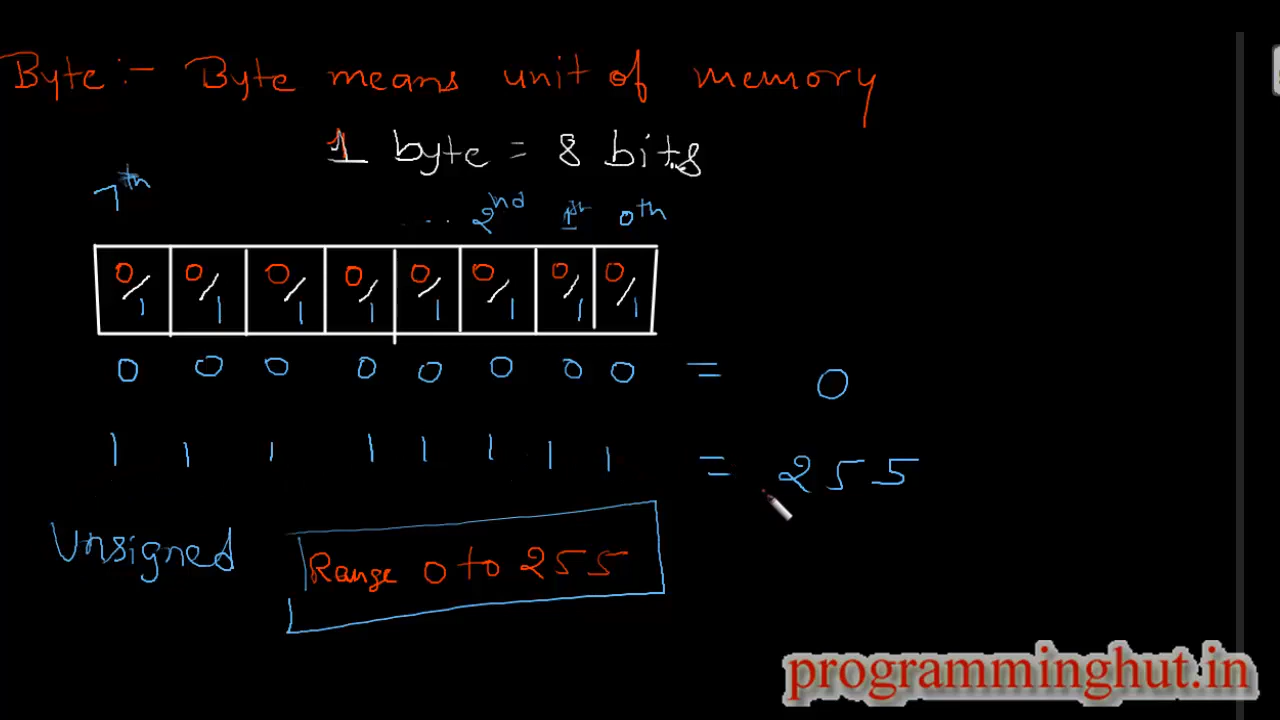 Byte :- Byte means unit of memory
1 byte = 8 bits
7th ... 2nd 1st 0th
0/1 0/1 0/1 0/1 0/1 0/1 0/1 0/1
0 0 0 0 0 0 0 0 = 0
1 1 1 1 1 1 1 1 = 255
Unsigned Range 0 to 255
programminghut.in